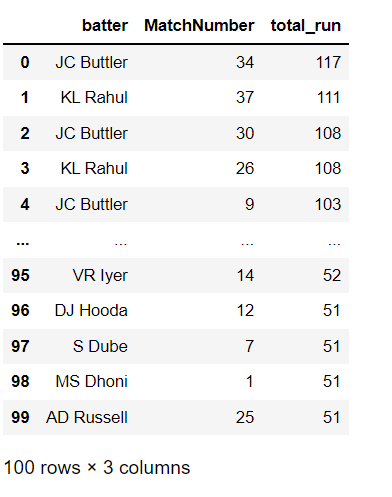 batter MatchNumber total_run
0 JC Buttler 34 117
1 KL Rahul 37 111
2 JC Buttler 30 108
3 KL Rahul 26 108
4 JC Buttler 9 103
... ... ... ...
95 VR Iyer 14 52
96 DJ Hooda 12 51
97 S Dube 7 51
98 MS Dhoni 1 51
99 AD Russell 25 51
100 rows × 3 columns